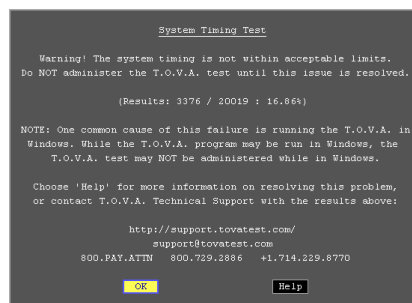 System Timing Test
Warning! The system timing is not within acceptable limits.
Do NOT administer the T.O.V.A. test until this issue is resolved.
(Results: 3376 / 20019 : 16.86%)
NOTE: One common cause of this failure is running the T.O.V.A. in
Windows. While the T.O.V.A. program may be run in Windows, the
T.O.V.A. test may NOT be administered while in Windows.
Choose 'Help' for more information on resolving this problem,
or contact T.O.V.A. Technical Support with the results above:
http://support.tovatest.com/
support@tovatest.com
800.PAY.ATTN 800.729.2886 +1.714.229.8770
OK Help